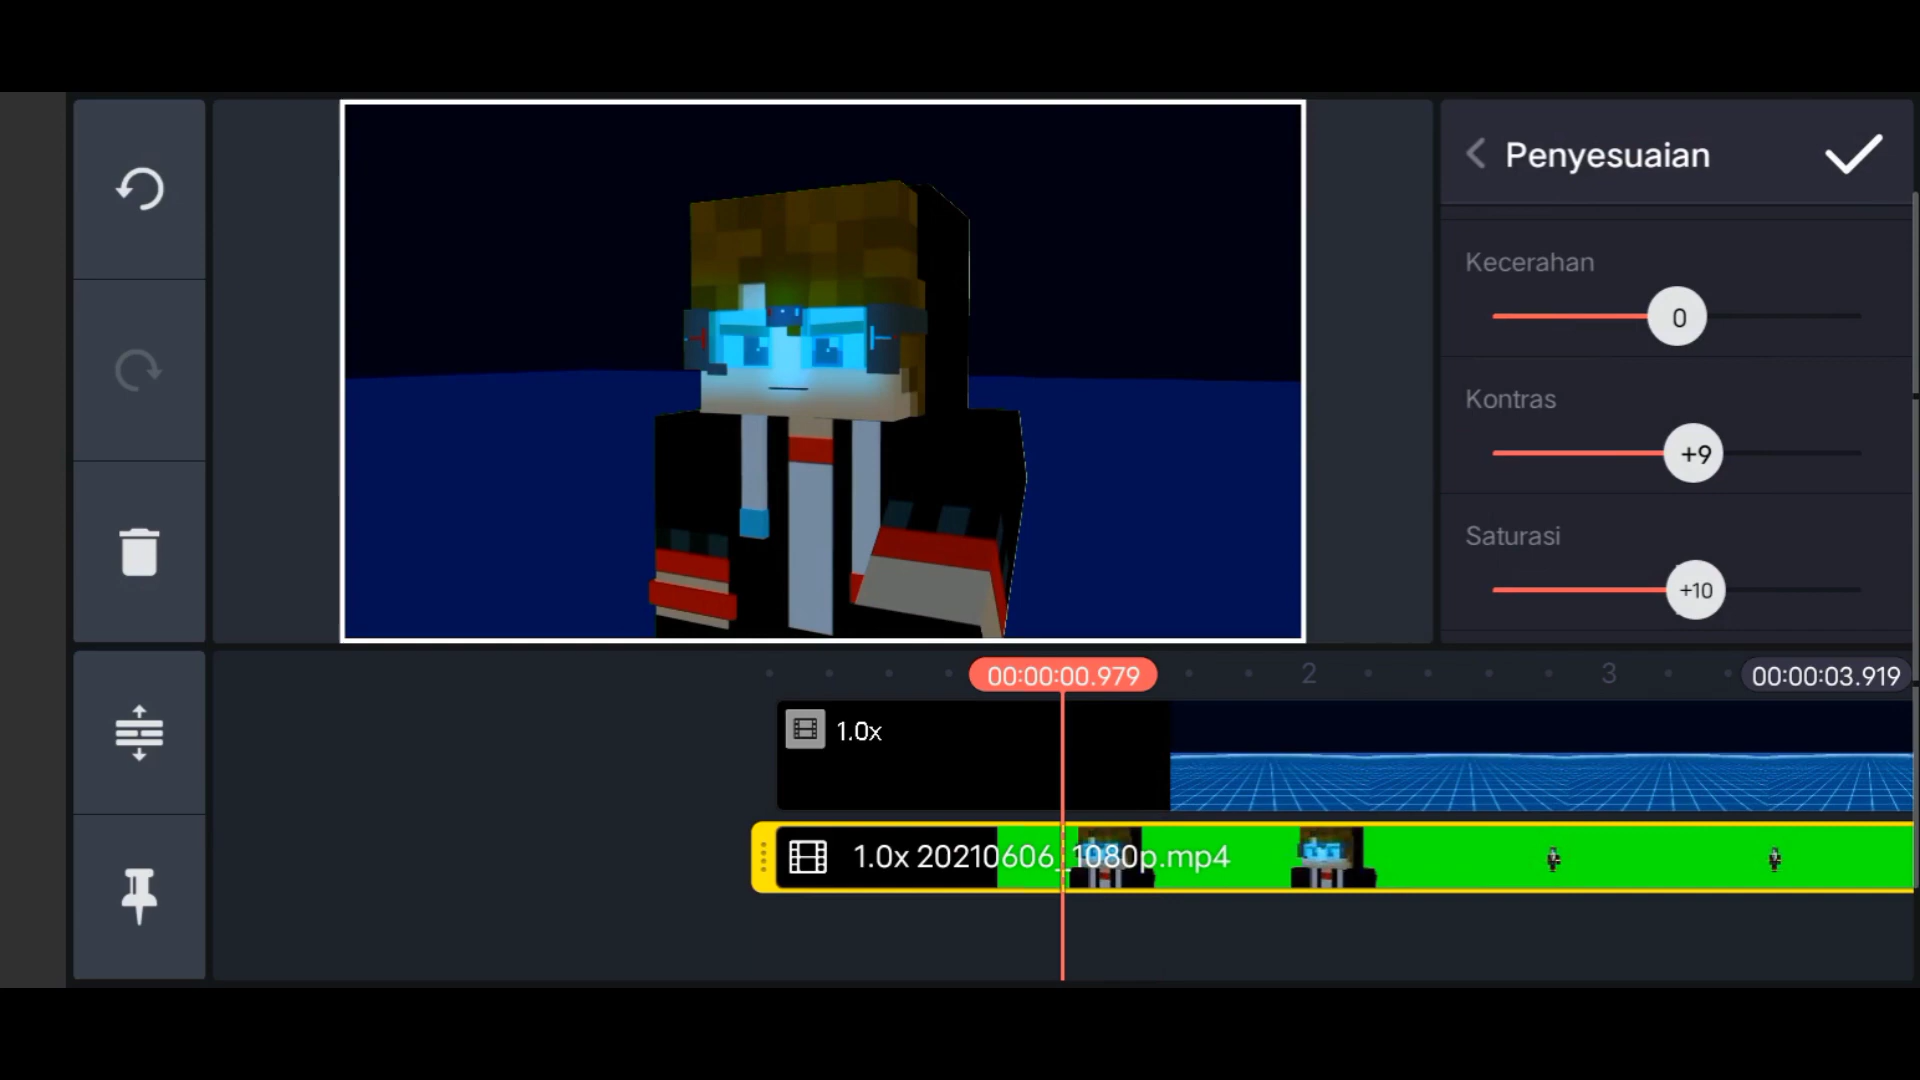 Penyesuaian
Kecerahan
0
Kontras
+9
Saturasi
+10
00:00:00.979
2
3
00:00:03.919
1.0x
1.0x 20210606_1080p.mp4